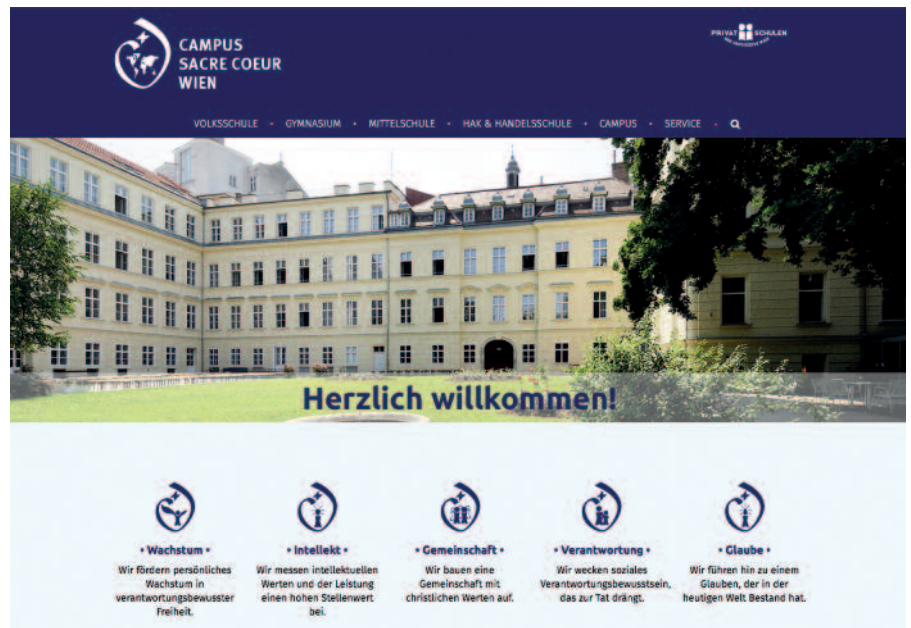 CAMPUS
SACRE COEUR
WIEN
PRIVAT SCHULEN
VOLKSSCHULE • GYMNASIUM • MITTELSCHULE • HAK & HANDELSSCHULE • CAMPUS • SERVICE •
Herzlich willkommen!
• Wachstum •
Wir fördern persönliches
Wachstum in
verantwortungsbewusster
Freiheit.
• Intellekt •
Wir messen intellektuellen
Werten und der Leistung
einen hohen Stellenwert
bei.
• Gemeinschaft •
Wir bauen eine
Gemeinschaft mit
christlichen Werten auf.
• Verantwortung •
Wir wecken soziales
Verantwortungsbewusstsein,
das zur Tat drängt.
• Glaube •
Wir führen hin zu einem
Glauben, der in der
heutigen Welt Bestand hat.